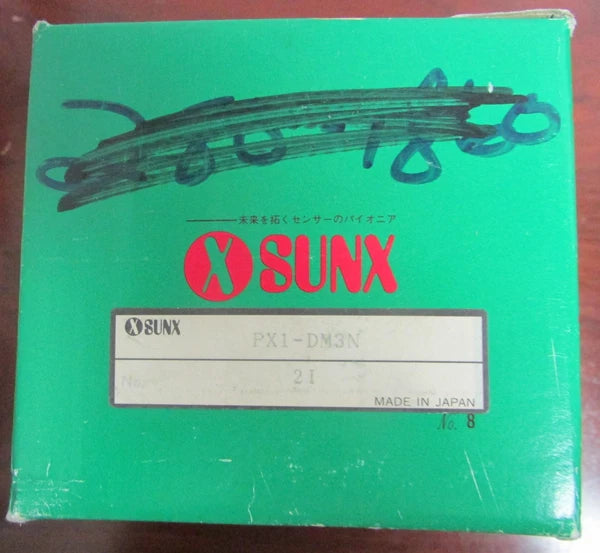 未来を拓くセンサーのパイオニア
X SUNX
X SUNX
PX1-DM3N
2I
MADE IN JAPAN
No. 8